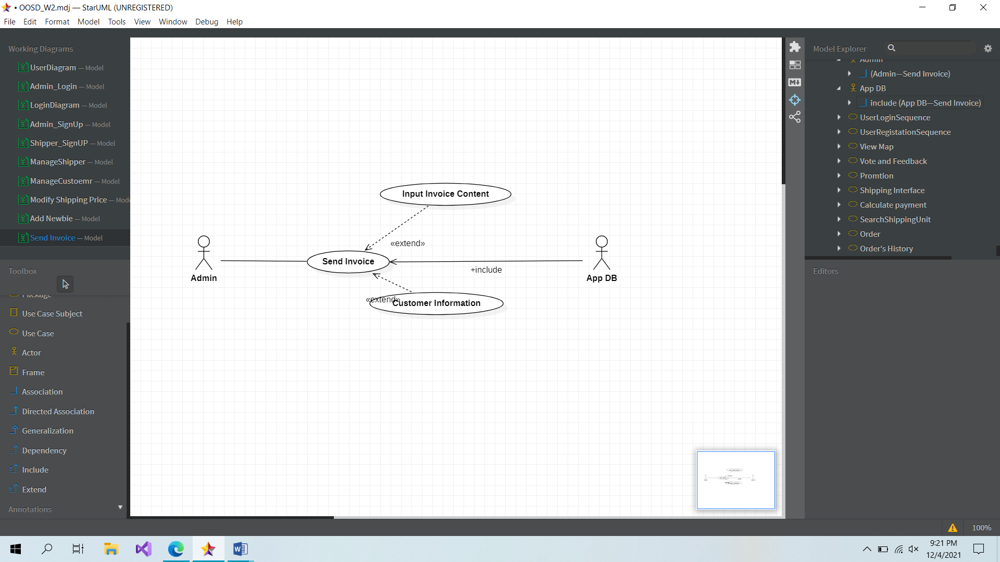 • OOSD_W2.mdj — StarUML (UNREGISTERED)
File Edit Format Model Tools View Window Debug Help
Working Diagrams
UserDiagram — Model
Admin_Login — Model
LoginDiagram — Model
Admin_SignUp — Model
Shipper_SignUP — Model
ManageShipper — Model
ManageCustoemr — Model
Modify Shipping Price — Mode
Add Newbie — Model
Send Invoice — Model
Toolbox
Package
Use Case Subject
Use Case
Actor
Frame
Association
Directed Association
Generalization
Dependency
Include
Extend
Annotations
Input Invoice Content
«extend»
Send Invoice
+include
Admin
App DB
«extend»
Customer Information
Model Explorer
Admin
(Admin—Send Invoice)
App DB
include (App DB—Send Invoice)
UserLoginSequence
UserRegistationSequence
View Map
Vote and Feedback
Promtion
Shipping Interface
Calculate payment
SearchShippingUnit
Order
Order's History
Editors
100%
9:21 PM
12/4/2021